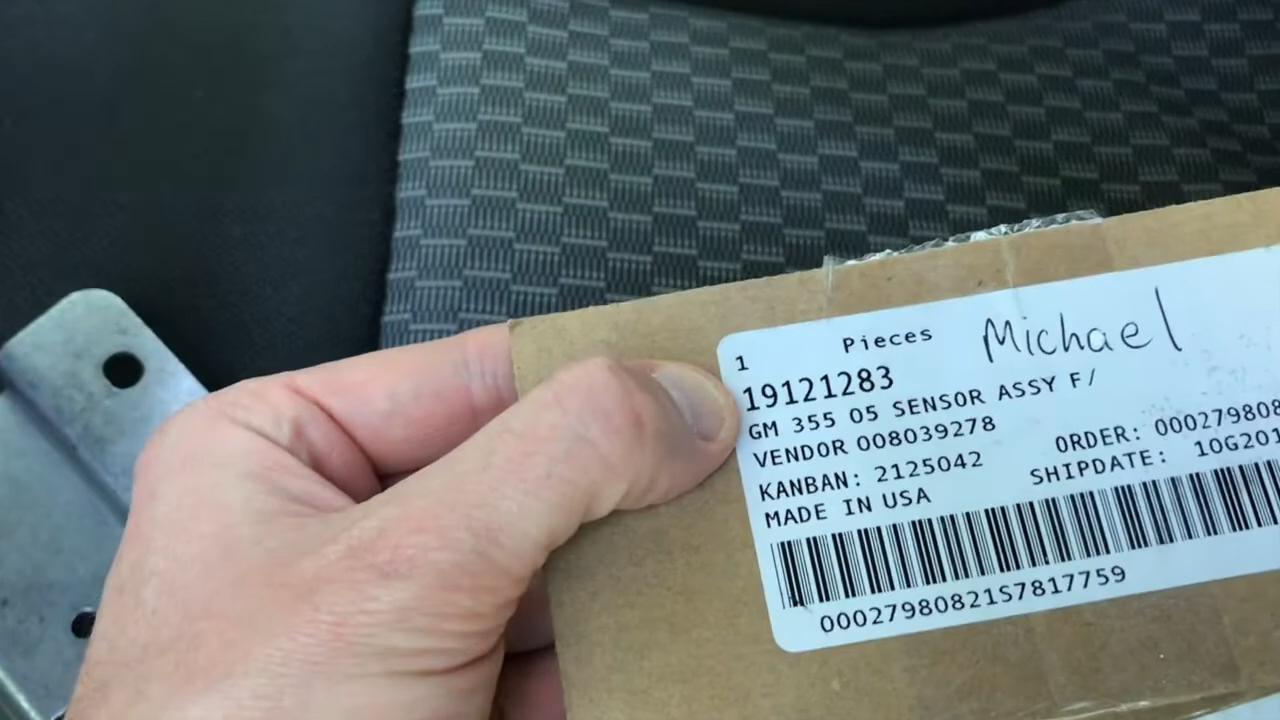 1 Pieces Michael
19121283
GM 355 05 SENSOR ASSY F/
VENDOR 008039278
KANBAN: 2125042 ORDER: 000279808
MADE IN USA SHIPDATE: 10G201
00027980821S7817759